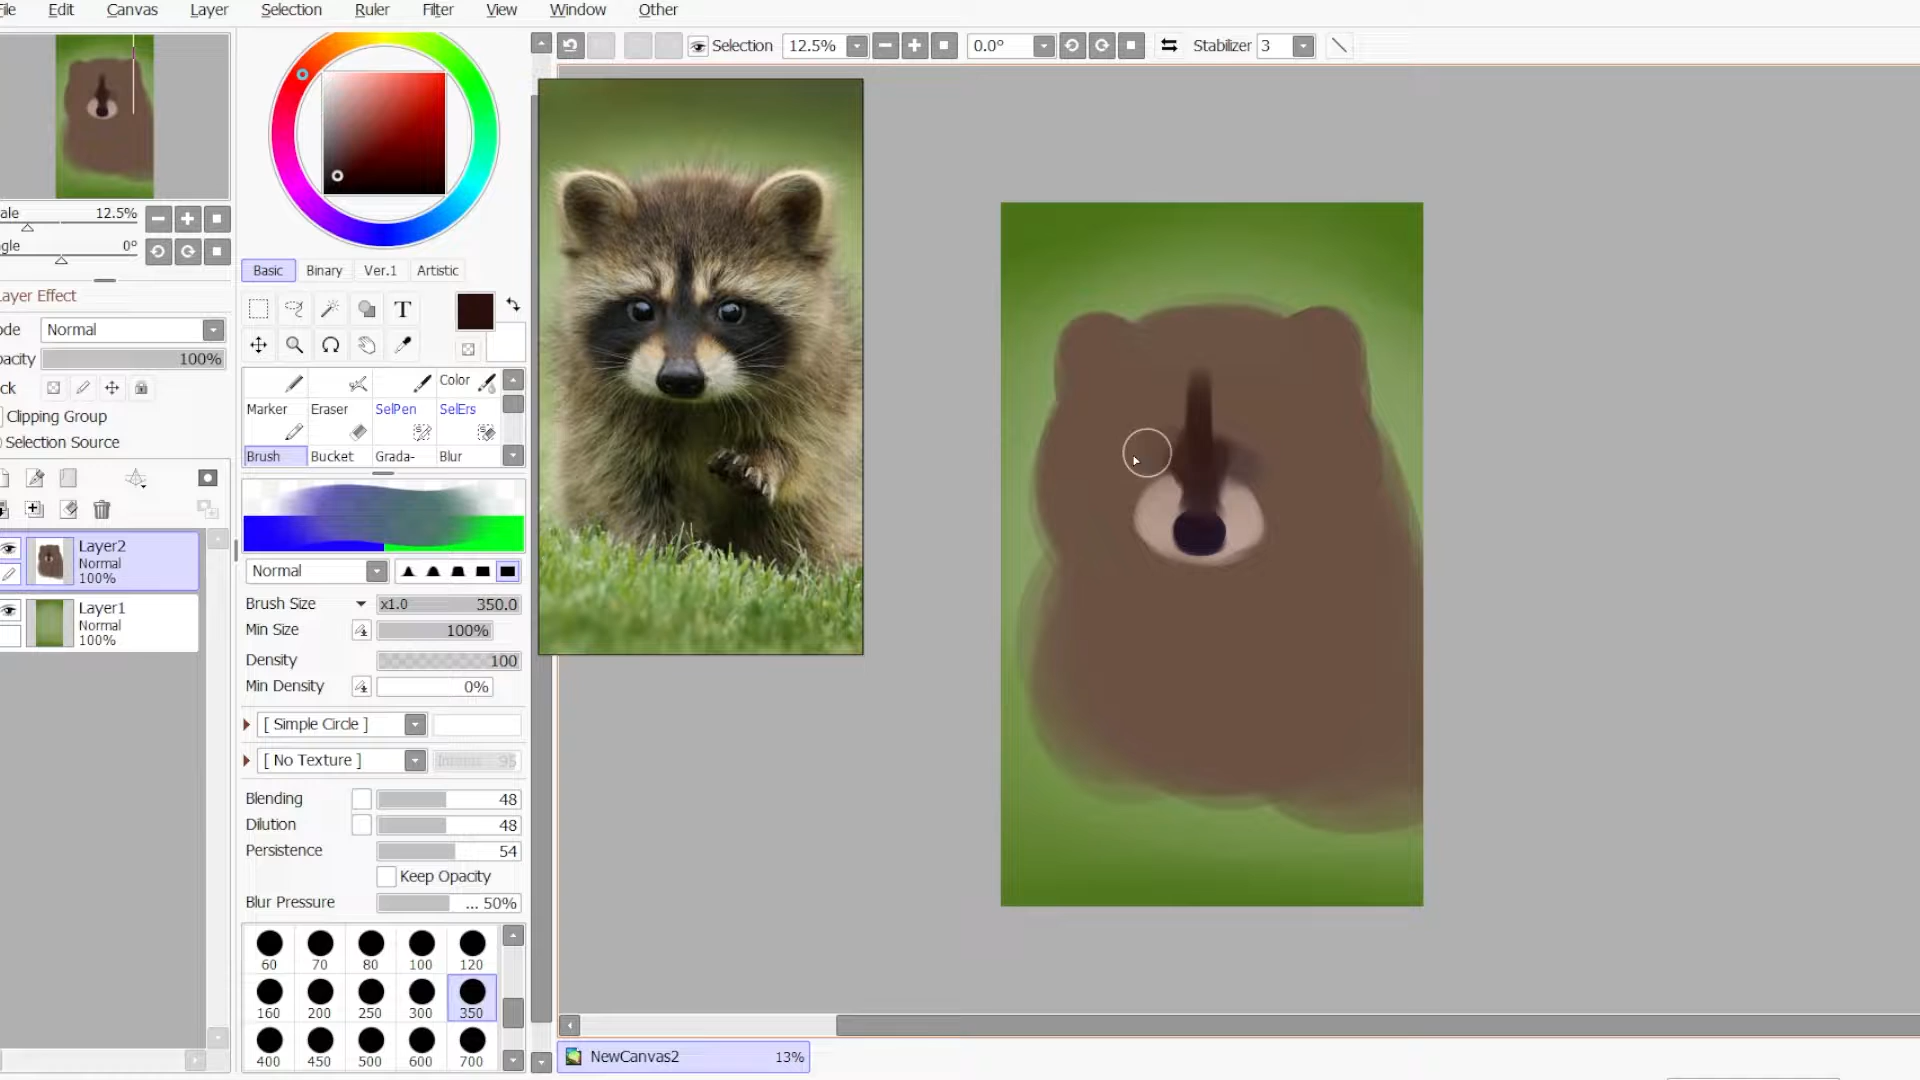 ile Edit Canvas Layer Selection Ruler Filter View Window Other
Selection 12.5% 0.0° Stabilizer 3
ale 12.5%
ngle 0°
Basic Binary Ver.1 Artistic
ayer Effect
ode Normal
pacity 100%
ck
Clipping Group
Selection Source
T
Color
Marker Eraser SelPen SelErs
Brush Bucket Grada- Blur
Layer2
Normal
100%
Layer1
Normal
100%
Normal
Brush Size x1.0 350.0
Min Size 100%
Density 100
Min Density 0%
[ Simple Circle ]
[ No Texture ] 95
Blending 48
Dilution 48
Persistence 54
Keep Opacity
Blur Pressure ... 50%
60 70 80 100 120
160 200 250 300 350
400 450 500 600 700
NewCanvas2 13%